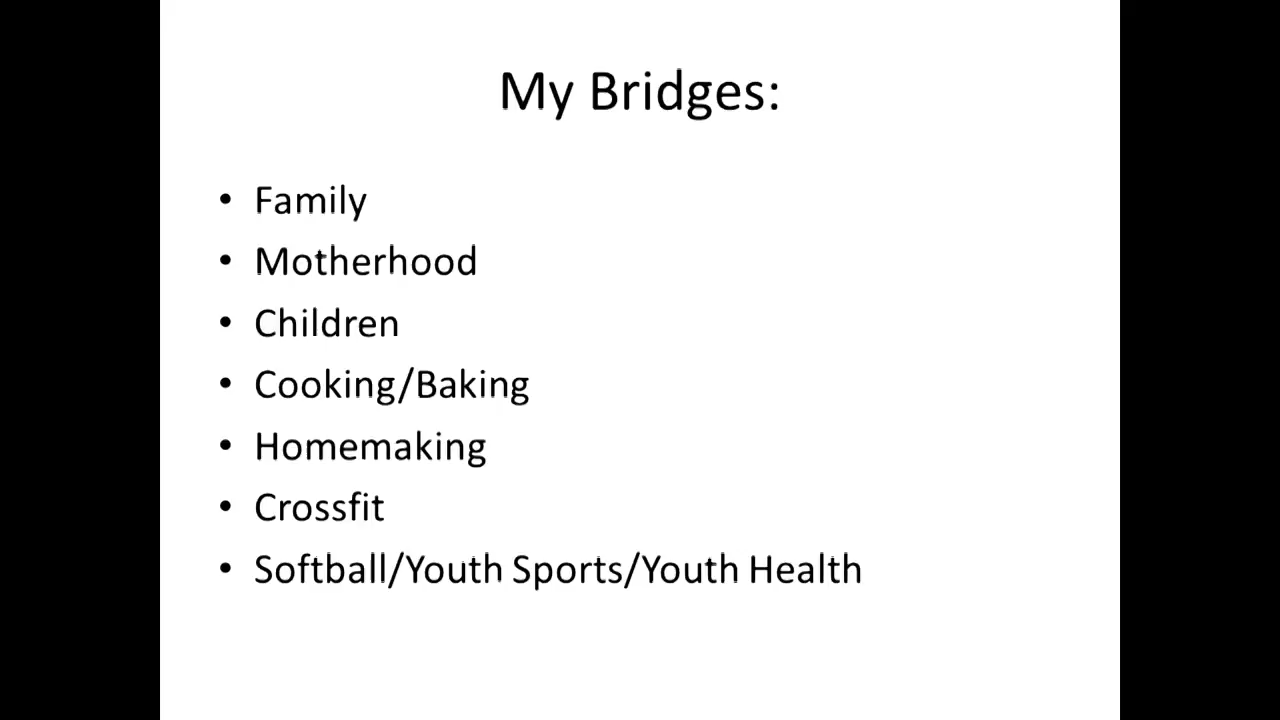 My Bridges:
• Family
• Motherhood
• Children
• Cooking/Baking
• Homemaking
• Crossfit
• Softball/Youth Sports/Youth Health